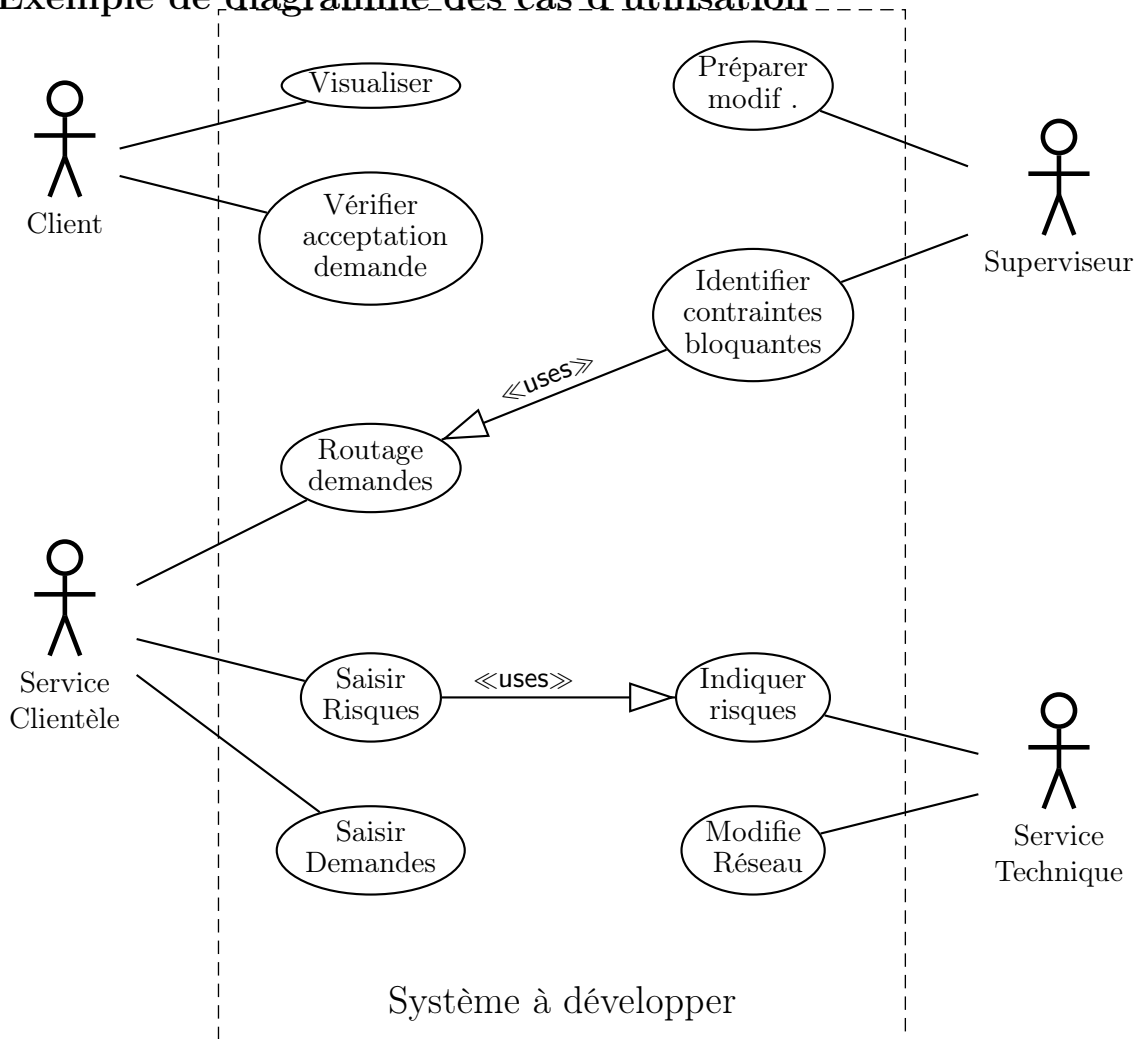 Exemple de diagramme des cas d'utilisation
Visualiser
Préparer
modif .
Client
Vérifier
acceptation
demande
Superviseur
Identifier
contraintes
bloquantes
≪uses≫
Routage
demandes
Service
Clientèle
Saisir
Risques
≪uses≫
Indiquer
risques
Saisir
Demandes
Modifie
Réseau
Service
Technique
Système à développer